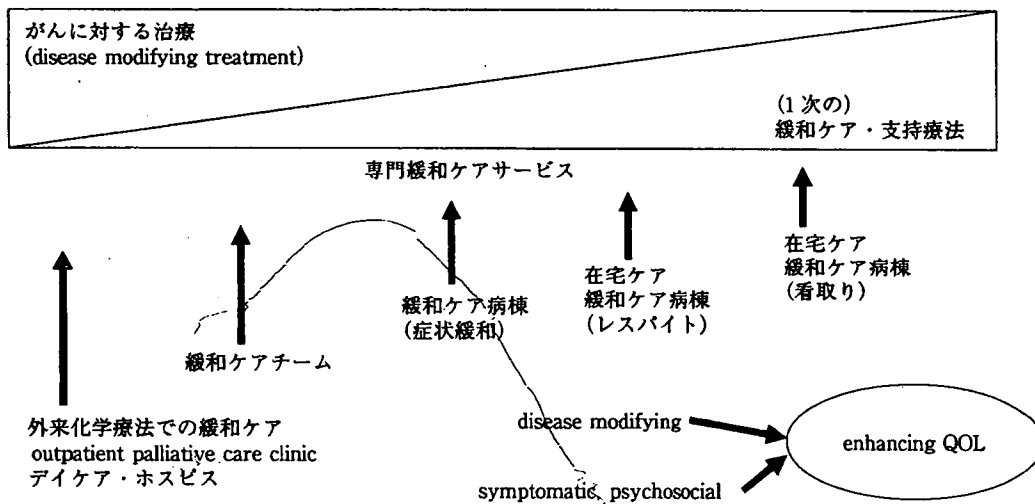 がんに対する治療
(disease modifying treatment)
(1次の)
緩和ケア・支持療法
専門緩和ケアサービス
在宅ケア
緩和ケア病棟
(看取り)
在宅ケア
緩和ケア病棟
(レスパイト)
緩和ケア病棟
(症状緩和)
緩和ケアチーム
外来化学療法での緩和ケア
outpatient palliative care clinic
デイケア・ホスピス
disease modifying
enhancing QOL
symptomatic, psychosocial